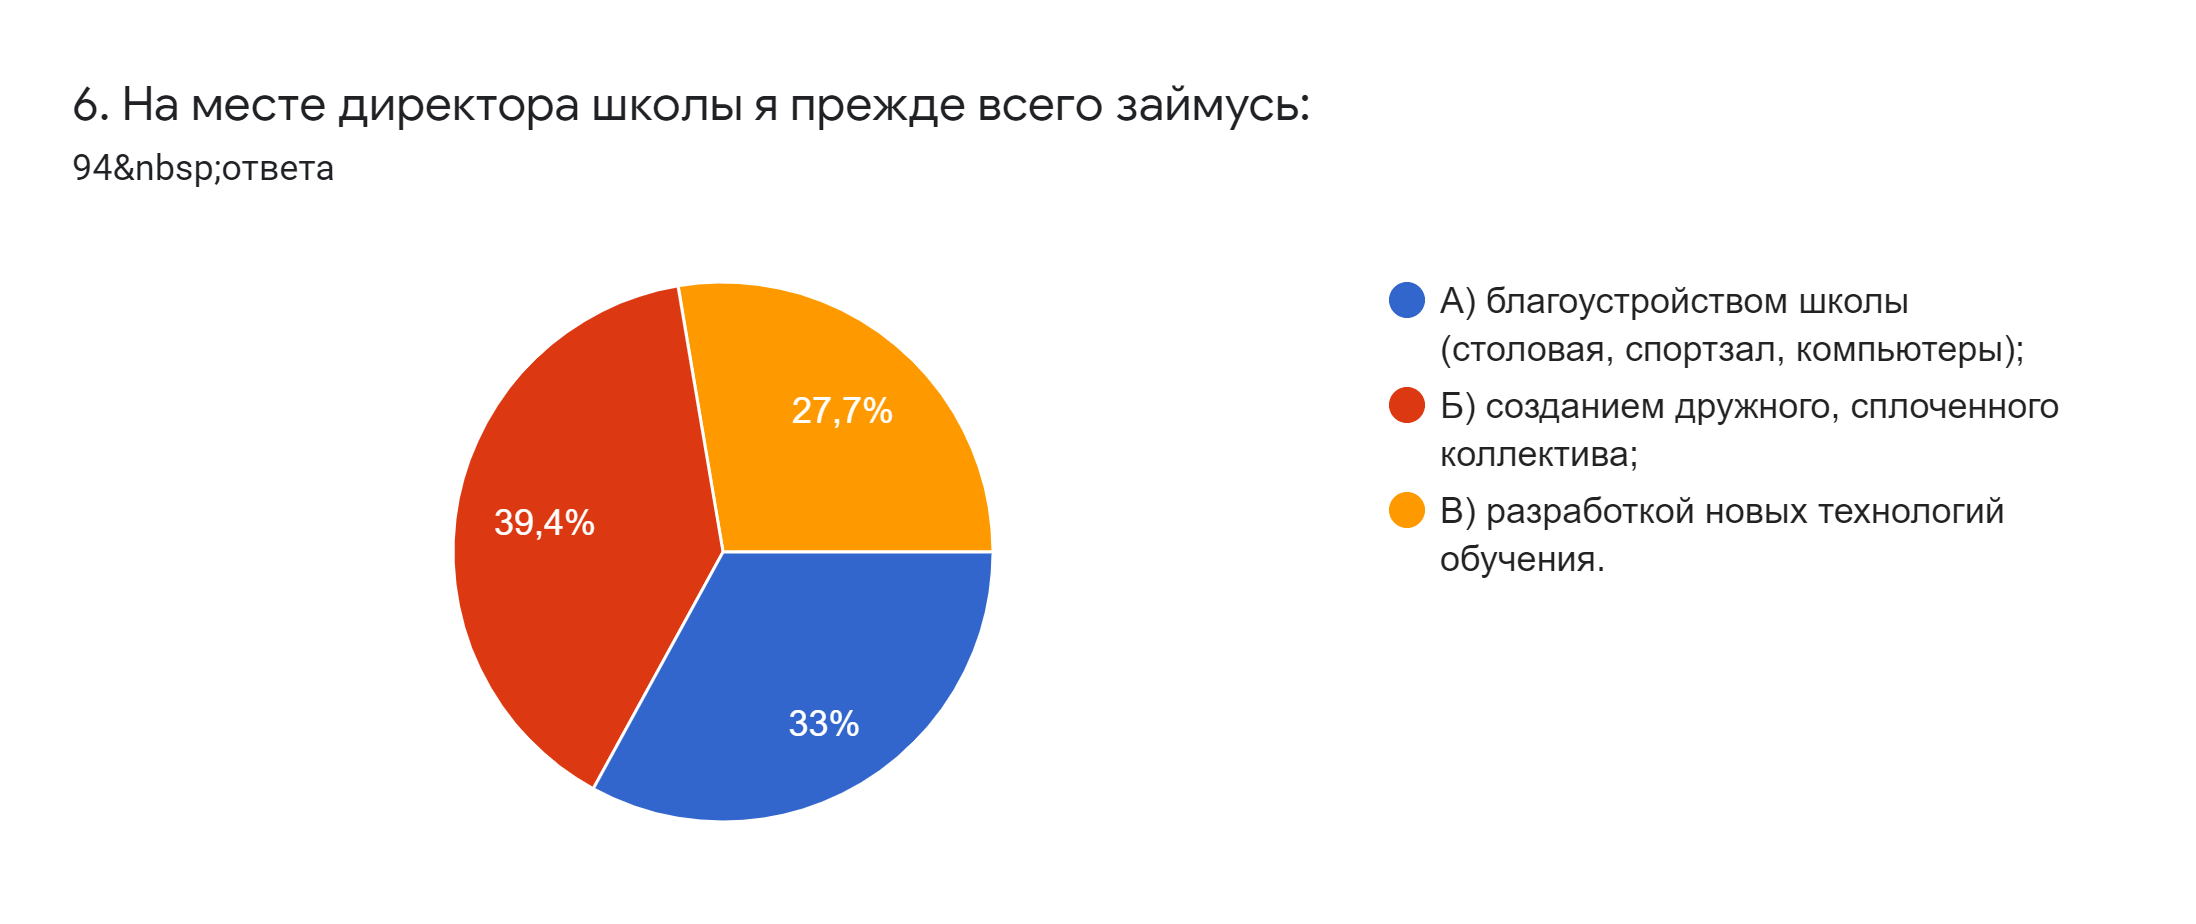 6. На месте директора школы я прежде всего займусь:
94&nbsp;ответа
27,7%
39,4%
33%
А) благоустройством школы
(столовая, спортзал, компьютеры);
Б) созданием дружного, сплоченного
коллектива;
В) разработкой новых технологий
обучения.